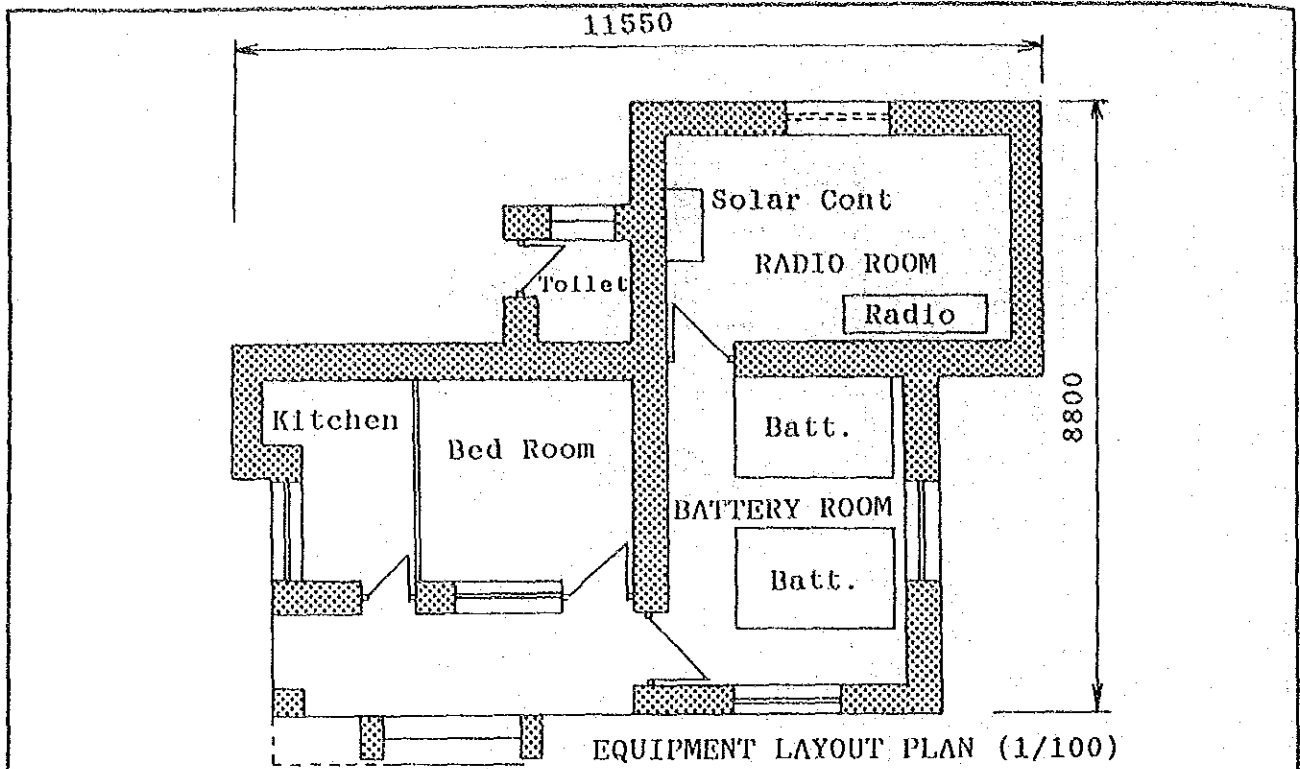 11550
Solar Cont
RADIO ROOM
Toilet
Radio
Kitchen
Bed Room
Batt.
8800
BATTERY ROOM
Batt.
EQUIPMENT LAYOUT PLAN (1/100)